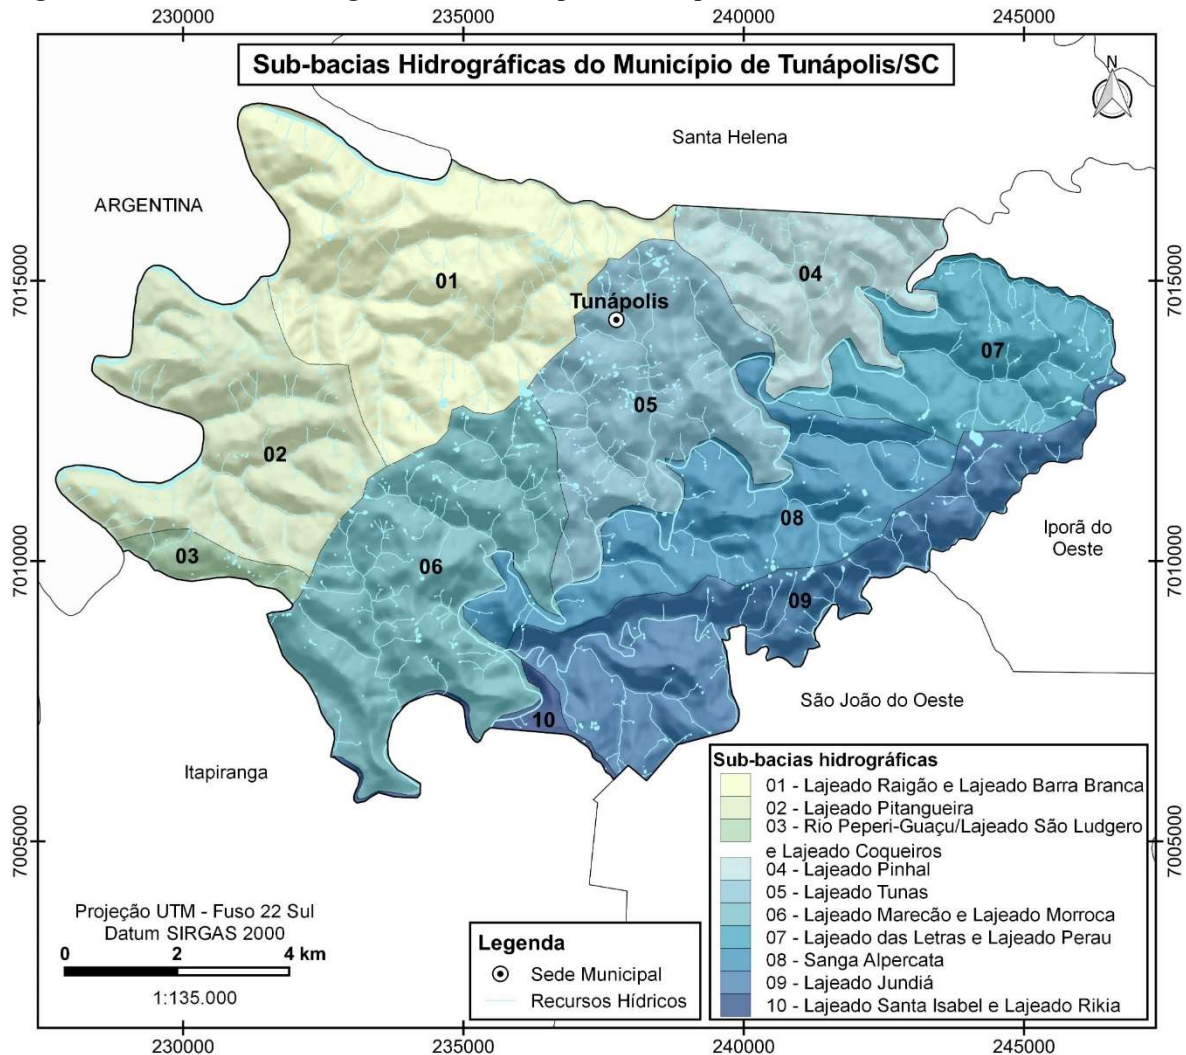 230000
235000
240000
245000
Sub-bacias Hidrográficas do Município de Tunápolis/SC
N
Santa Helena
ARGENTINA
7015000
7015000
01
04
Tunápolis
07
05
02
08
Iporã do
Oeste
7010000
7010000
03
06
09
São João do Oeste
10
Itapiranga
Sub-bacias hidrográficas
01 - Lajeado Raigão e Lajeado Barra Branca
02 - Lajeado Pitangueira
03 - Rio Peperi-Guaçu/Lajeado São Ludgero
e Lajeado Coqueiros
04 - Lajeado Pinhal
05 - Lajeado Tunas
06 - Lajeado Marecão e Lajeado Morroca
07 - Lajeado das Letras e Lajeado Perau
08 - Sanga Alpercata
09 - Lajeado Jundiá
10 - Lajeado Santa Isabel e Lajeado Rikia
7005000
7005000
Projeção UTM - Fuso 22 Sul
Datum SIRGAS 2000
0 2 4 km
1:135.000
Legenda
Sede Municipal
Recursos Hídricos
230000
235000
240000
245000